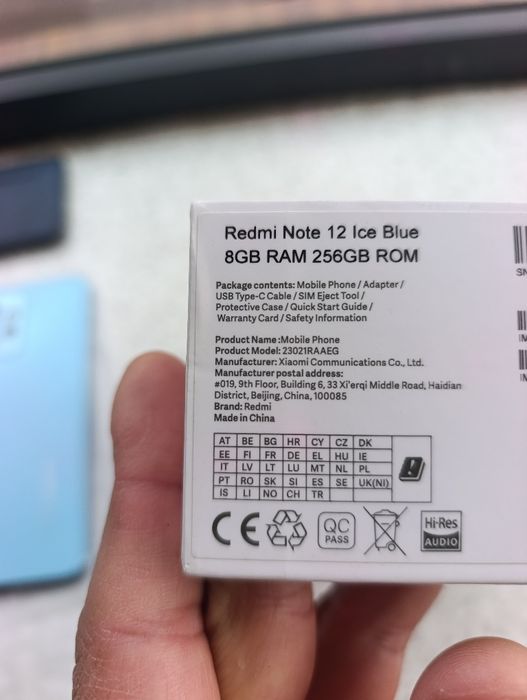 Redmi Note 12 Ice Blue
8GB RAM 256GB ROM
Package contents: Mobile Phone / Adapter /
USB Type-C Cable / SIM Eject Tool /
Protective Case / Quick Start Guide /
Warranty Card / Safety Information
Product Name:Mobile Phone
Product Model: 23021RAAEG
Manufacturer: Xiaomi Communications Co., Ltd.
Manufacturer postal address:
#019, 9th Floor, Building 6, 33 Xi'erqi Middle Road, Haidian
District, Beijing, China, 100085
Brand: Redmi
Made in China
AT BE BG HR CY CZ DK
EE FI FR DE EL HU IE
IT LV LT LU MT NL PL
PT RO SK SI ES SE UK(NI)
IS LI NO CH TR
CE
QC
PASS
Hi-Res
AUDIO
SN